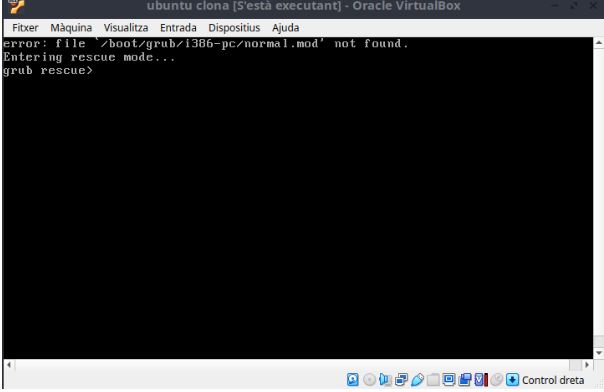 ubuntu clona [S'està executant] - Oracle VirtualBox
Fitxer Màquina Visualitza Entrada Dispositius Ajuda
error: file `/boot/grub/i386-pc/normal.mod' not found.
Entering rescue mode...
grub rescue>
Control dreta